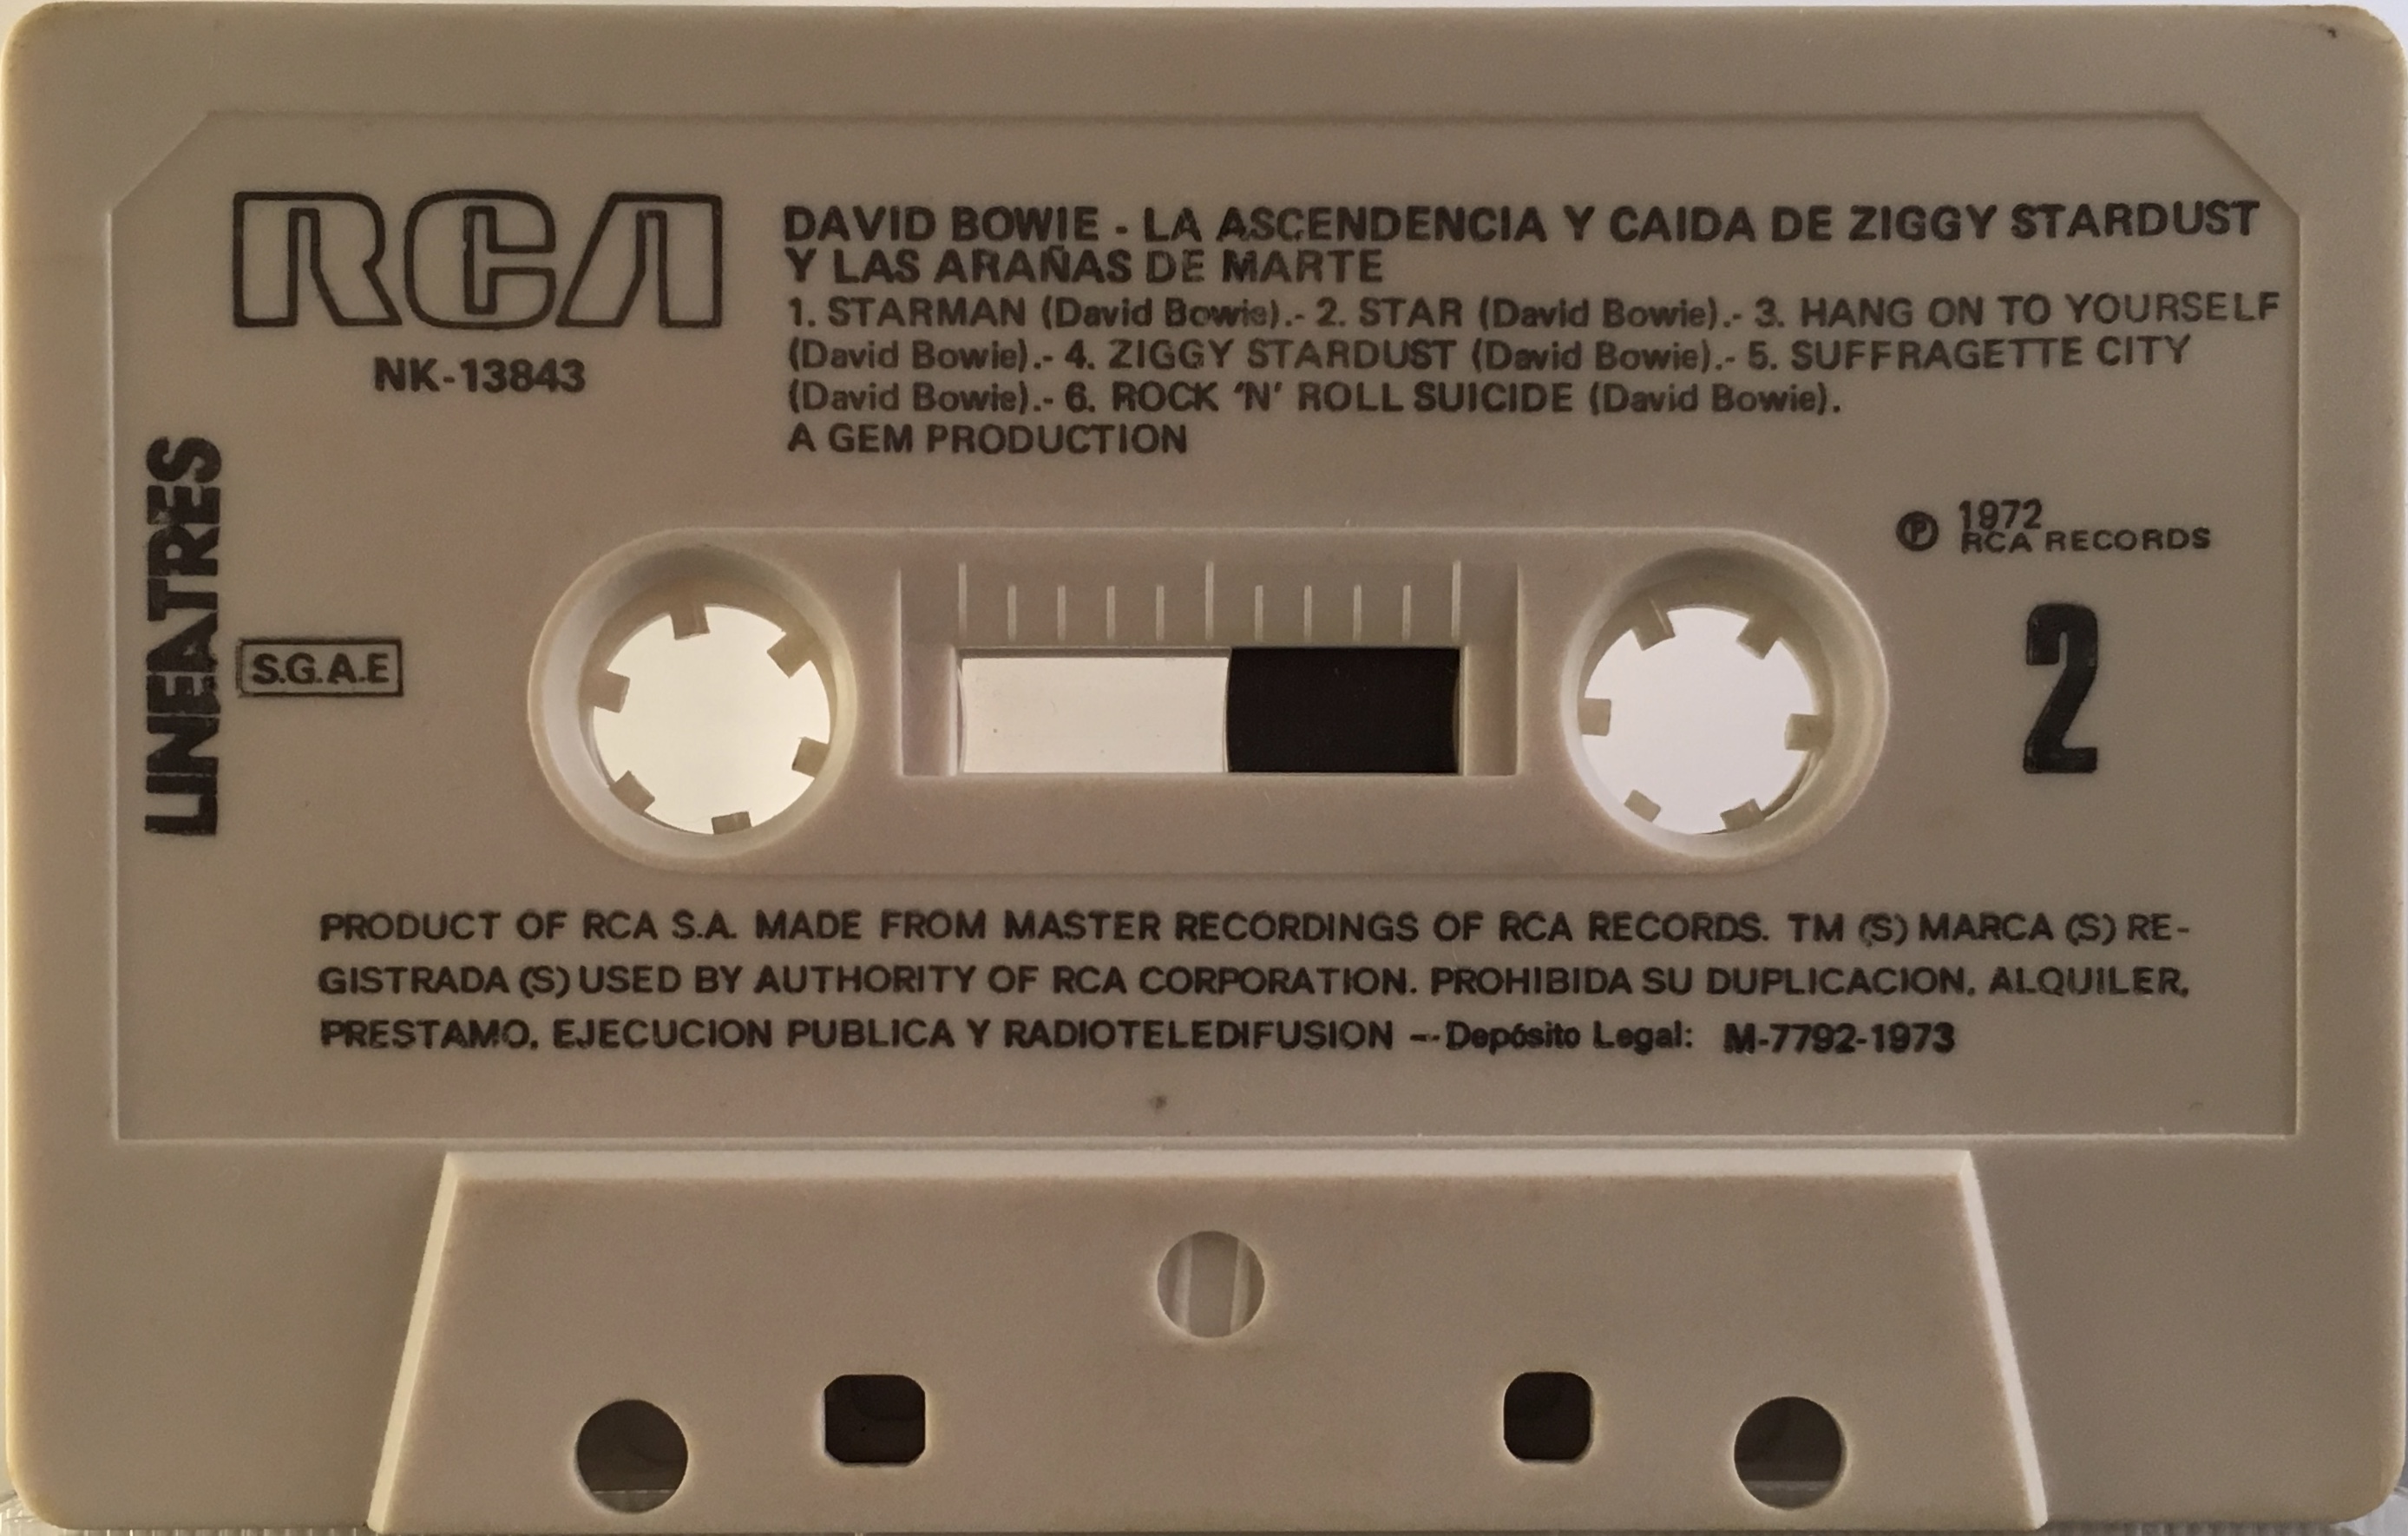 RCA
NK-13843
DAVID BOWIE - LA ASCENDENCIA Y CAIDA DE ZIGGY STARDUST
Y LAS ARAÑAS DE MARTE
1. STARMAN (David Bowie).- 2. STAR (David Bowie).- 3. HANG ON TO YOURSELF
(David Bowie).- 4. ZIGGY STARDUST (David Bowie).- 5. SUFFRAGETTE CITY
(David Bowie).- 6. ROCK 'N' ROLL SUICIDE (David Bowie).
A GEM PRODUCTION
LINEATRES
S.G.A.E
℗ 1972
RCA RECORDS
2
PRODUCT OF RCA S.A. MADE FROM MASTER RECORDINGS OF RCA RECORDS. TM (S) MARCA (S) RE-
GISTRADA (S) USED BY AUTHORITY OF RCA CORPORATION. PROHIBIDA SU DUPLICACION, ALQUILER,
PRESTAMO, EJECUCION PUBLICA Y RADIOTELEDIFUSION -- Depósito Legal: M-7792-1973